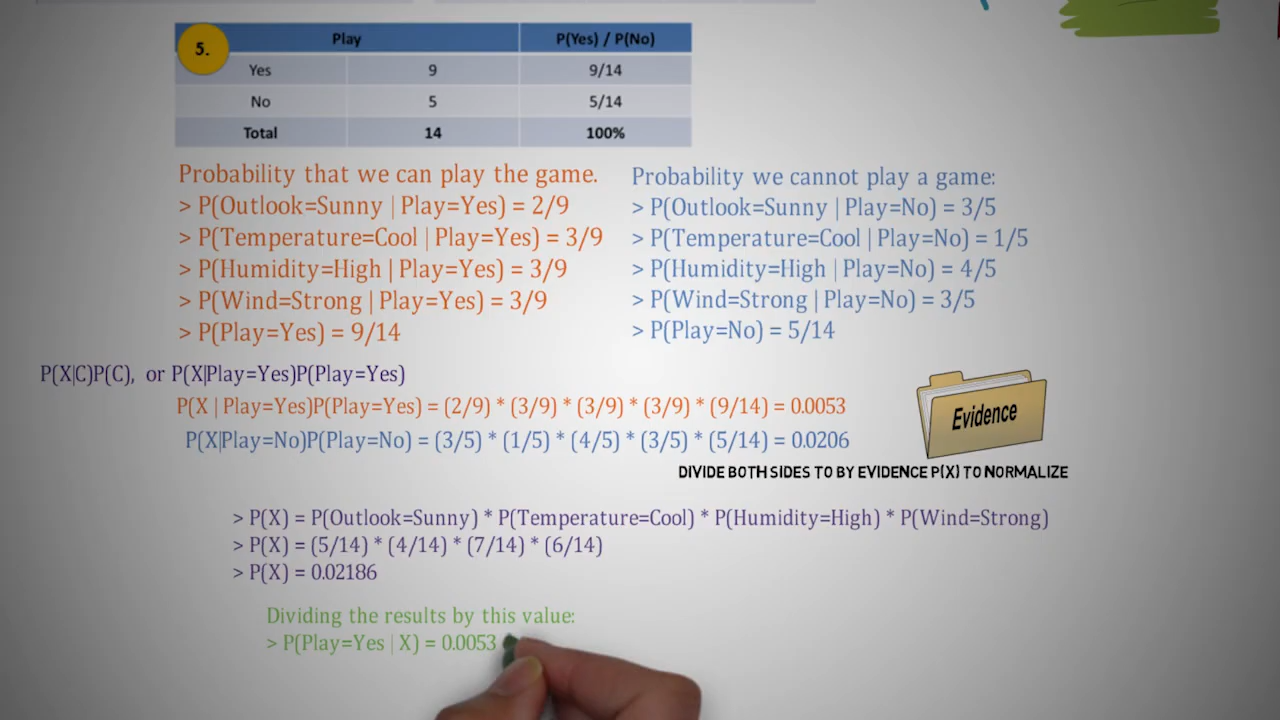 5.
Play P(Yes) / P(No)
Yes 9 9/14
No 5 5/14
Total 14 100%
Probability that we can play the game.
> P(Outlook=Sunny | Play=Yes) = 2/9
> P(Temperature=Cool | Play=Yes) = 3/9
> P(Humidity=High | Play=Yes) = 3/9
> P(Wind=Strong | Play=Yes) = 3/9
> P(Play=Yes) = 9/14
Probability we cannot play a game:
> P(Outlook=Sunny | Play=No) = 3/5
> P(Temperature=Cool | Play=No) = 1/5
> P(Humidity=High | Play=No) = 4/5
> P(Wind=Strong | Play=No) = 3/5
> P(Play=No) = 5/14
P(X|C)P(C), or P(X|Play=Yes)P(Play=Yes)
P(X | Play=Yes)P(Play=Yes) = (2/9) * (3/9) * (3/9) * (3/9) * (9/14) = 0.0053
P(X|Play=No)P(Play=No) = (3/5) * (1/5) * (4/5) * (3/5) * (5/14) = 0.0206
Evidence
DIVIDE BOTH SIDES TO BY EVIDENCE P(X) TO NORMALIZE
> P(X) = P(Outlook=Sunny) * P(Temperature=Cool) * P(Humidity=High) * P(Wind=Strong)
> P(X) = (5/14) * (4/14) * (7/14) * (6/14)
> P(X) = 0.02186
Dividing the results by this value:
> P(Play=Yes | X) = 0.0053